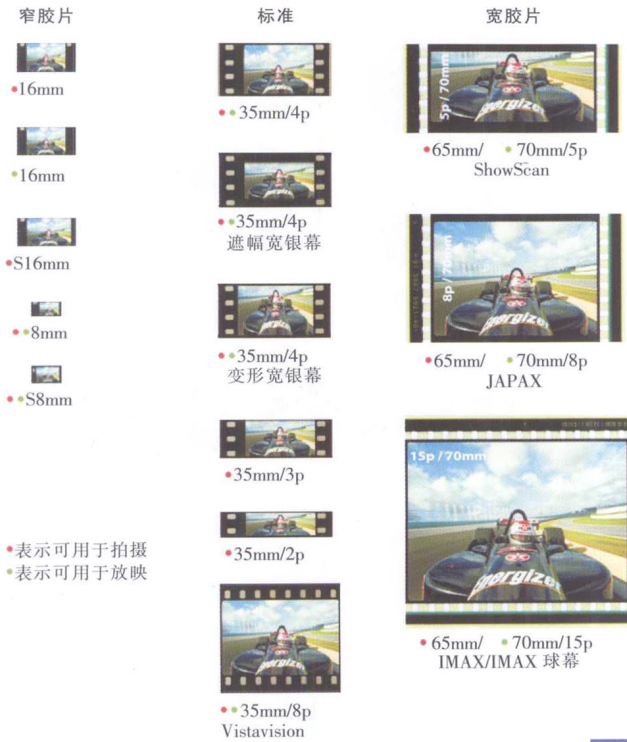 窄胶片
•16mm
•16mm
•S16mm
••8mm
••S8mm
•表示可用于拍摄
•表示可用于放映
标准
••35mm/4p
••35mm/4p
遮幅宽银幕
••35mm/4p
变形宽银幕
•35mm/3p
•35mm/2p
••35mm/8p
Vistavision
宽胶片
5p/70mm
energizer
•65mm/ •70mm/5p
ShowScan
8p/70mm
energizer
•65mm/ •70mm/8p
JAPAX
15p/70mm
energizer
•65mm/ •70mm/15p
IMAX/IMAX 球幕